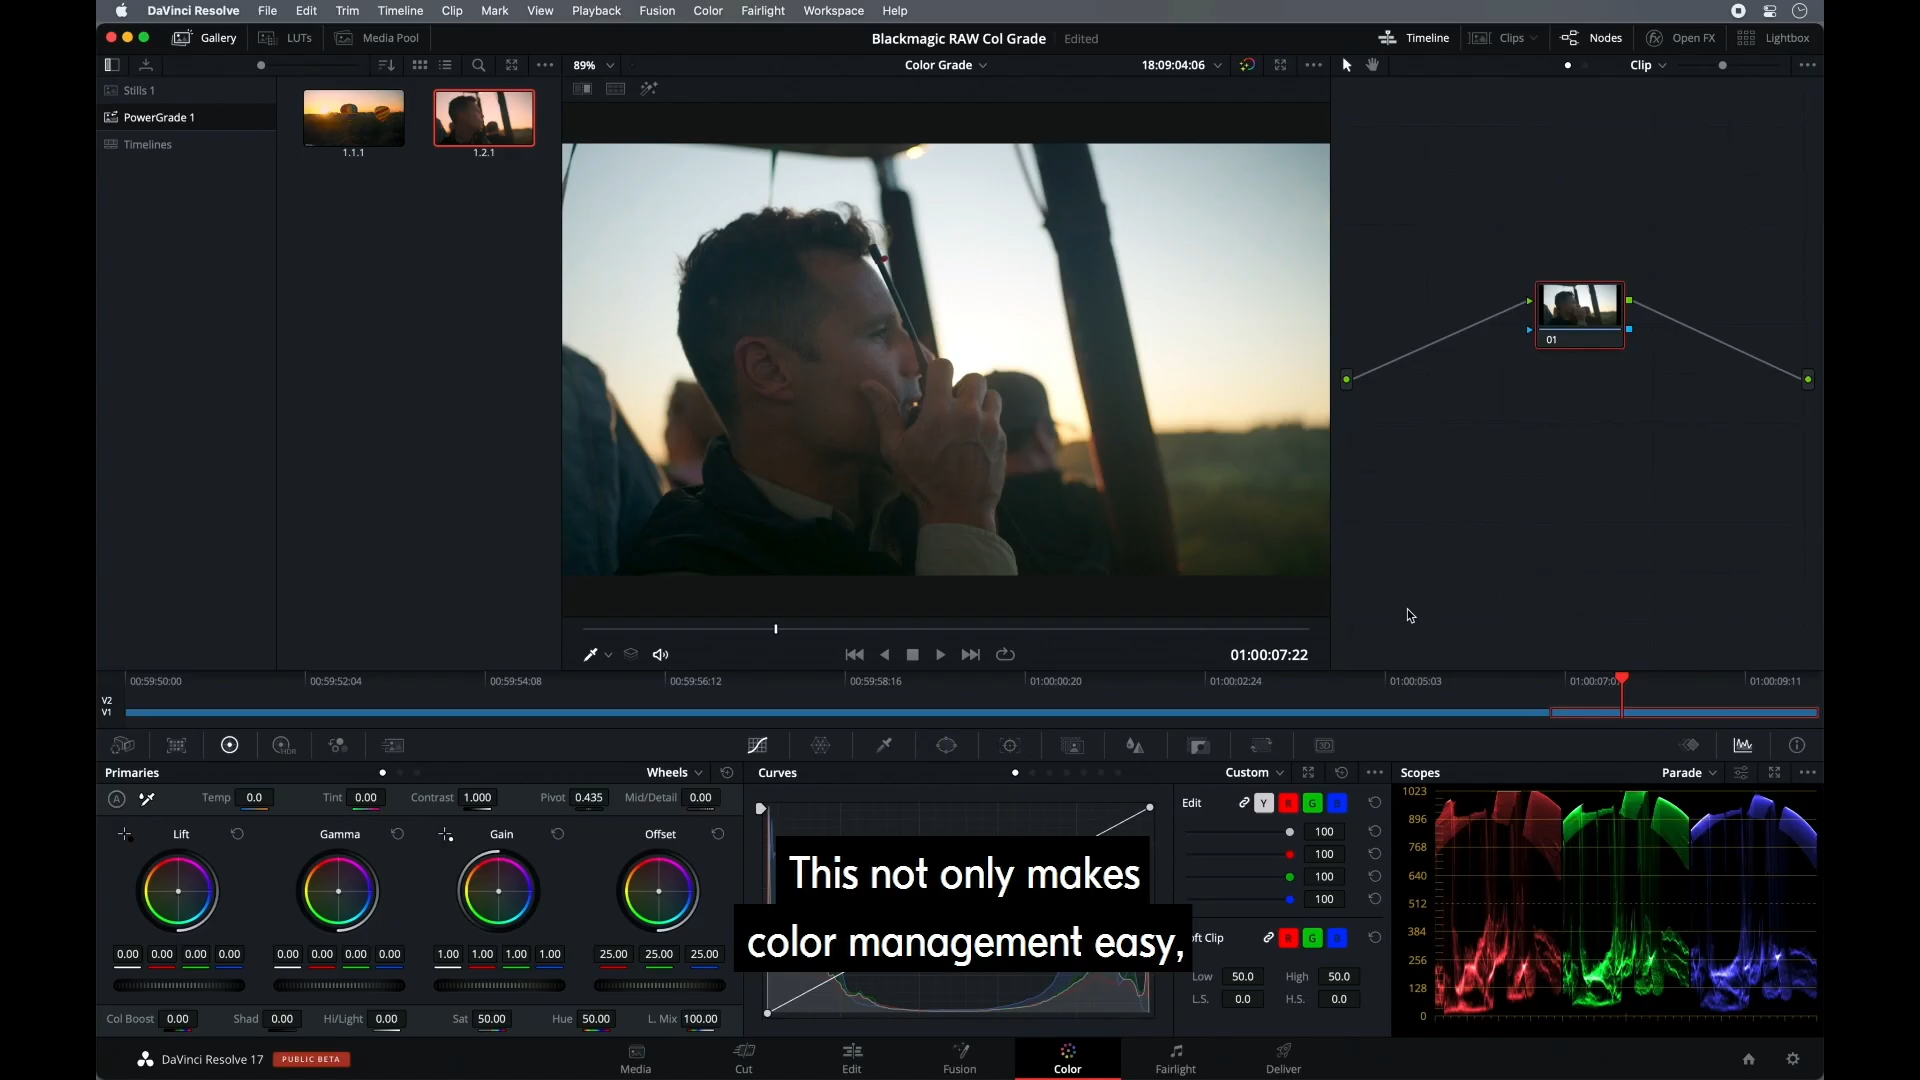 DaVinci Resolve File Edit Trim Timeline Clip Mark View Playback Fusion Color Fairlight Workspace Help
Gallery LUTs Media Pool Blackmagic RAW Col Grade Edited Timeline Clips Nodes Open FX Lightbox
89% Color Grade 18:09:04:06 Clip
Stills 1
PowerGrade 1
Timelines
1.1.1 1.2.1
01
01:00:07:22
00:59:50:00 00:59:52:04 00:59:54:08 00:59:56:12 00:59:58:16 01:00:00:20 01:00:02:24 01:00:05:03 01:00:07:0 01:00:09:11
V2
V1
HDR 3D
Primaries Wheels Curves Custom Scopes Parade
A Temp 0.0 Tint 0.00 Contrast 1.000 Pivot 0.435 Mid/Detail 0.00
Lift Gamma Gain Offset
0.00 0.00 0.00 0.00 0.00 0.00 0.00 0.00 1.00 1.00 1.00 1.00 25.00 25.00 25.00
Col Boost 0.00 Shad 0.00 Hi/Light 0.00 Sat 50.00 Hue 50.00 L. Mix 100.00
This not only makes
color management easy,
Edit Y R G B
100
100
100
100
oft Clip R G B
Low 50.0 High 50.0
L.S. 0.0 H.S. 0.0
1023
896
768
640
512
384
256
128
0
DaVinci Resolve 17 PUBLIC BETA Media Cut Edit Fusion Color Fairlight Deliver